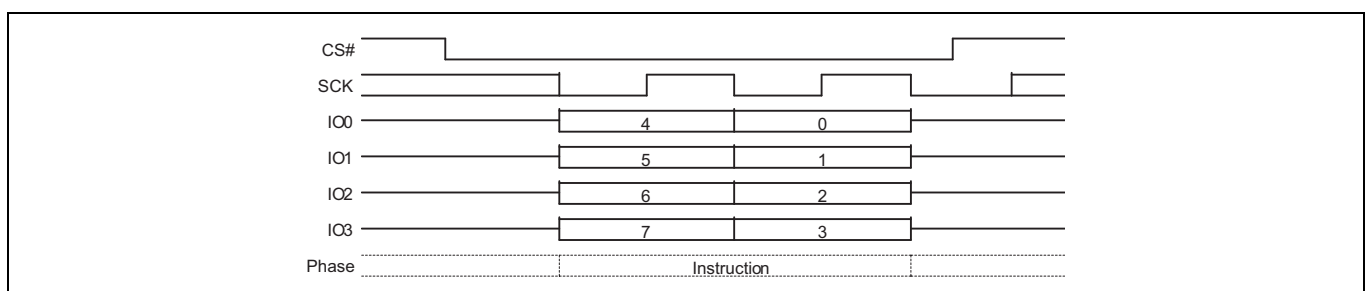 CS#
SCK
IO0 4 0
IO1 5 1
IO2 6 2
IO3 7 3
Phase Instruction